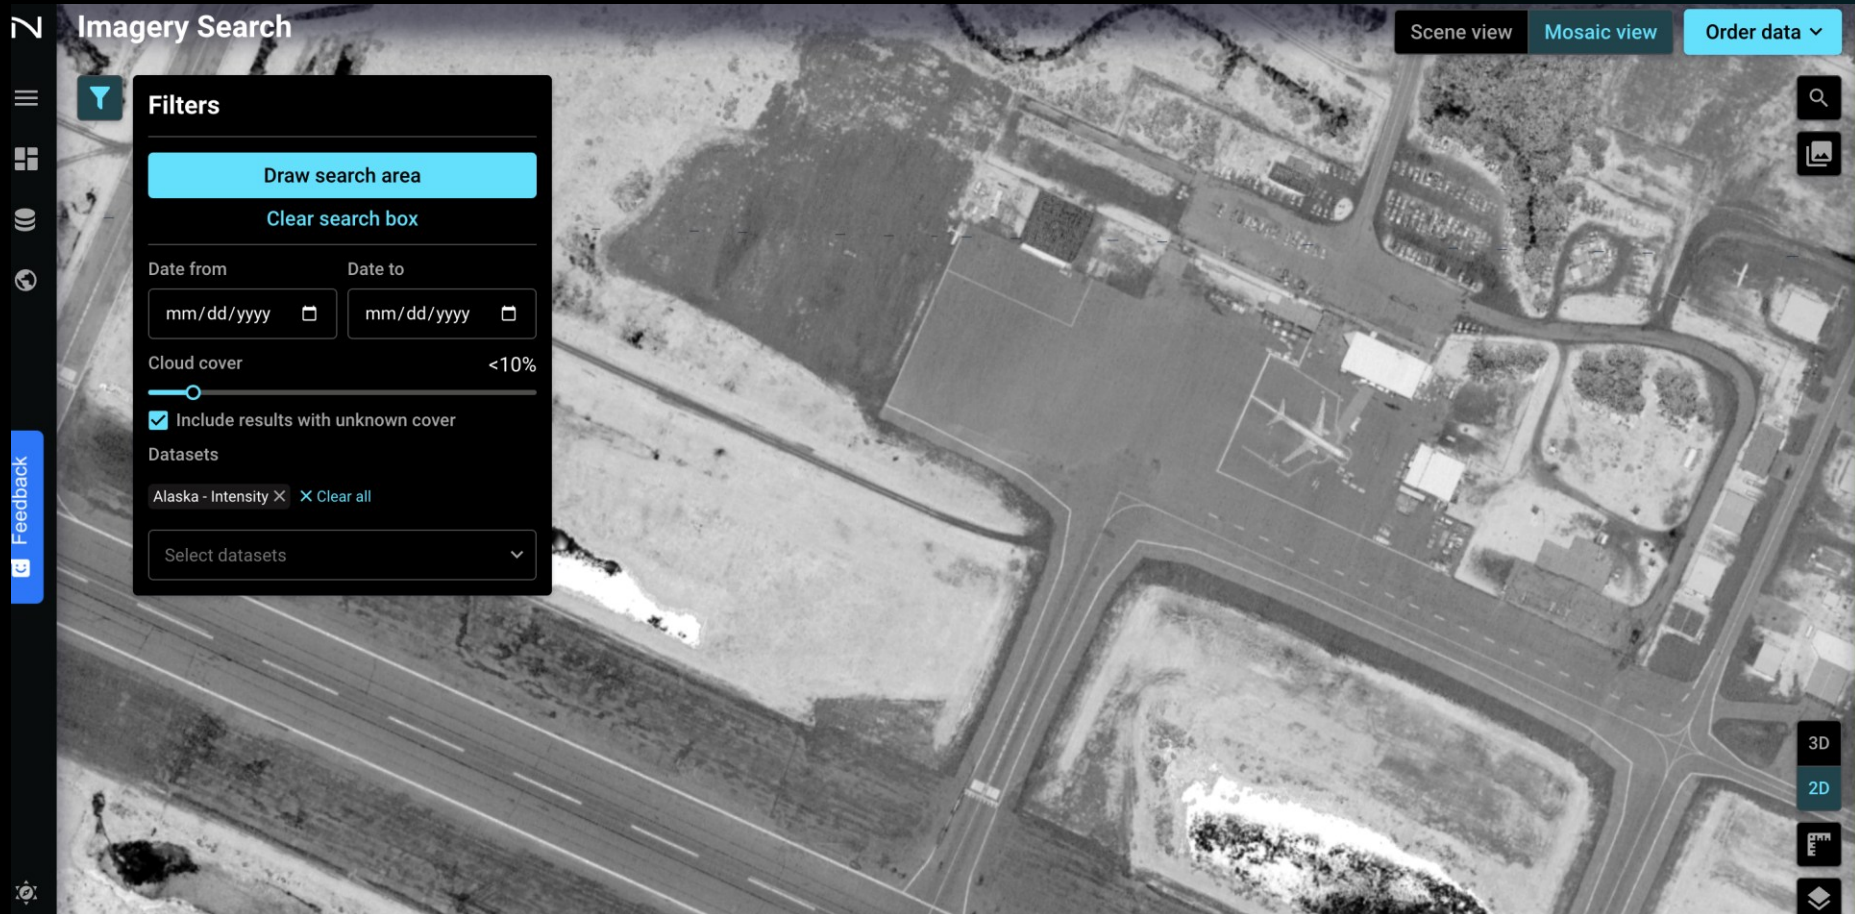 Imagery Search
Scene view
Mosaic view
Order data
Filters
Draw search area
Clear search box
Date from
Date to
mm/dd/yyyy
mm/dd/yyyy
Cloud cover
<10%
Include results with unknown cover
Datasets
Alaska - Intensity
Clear all
Select datasets
Feedback
3D
2D